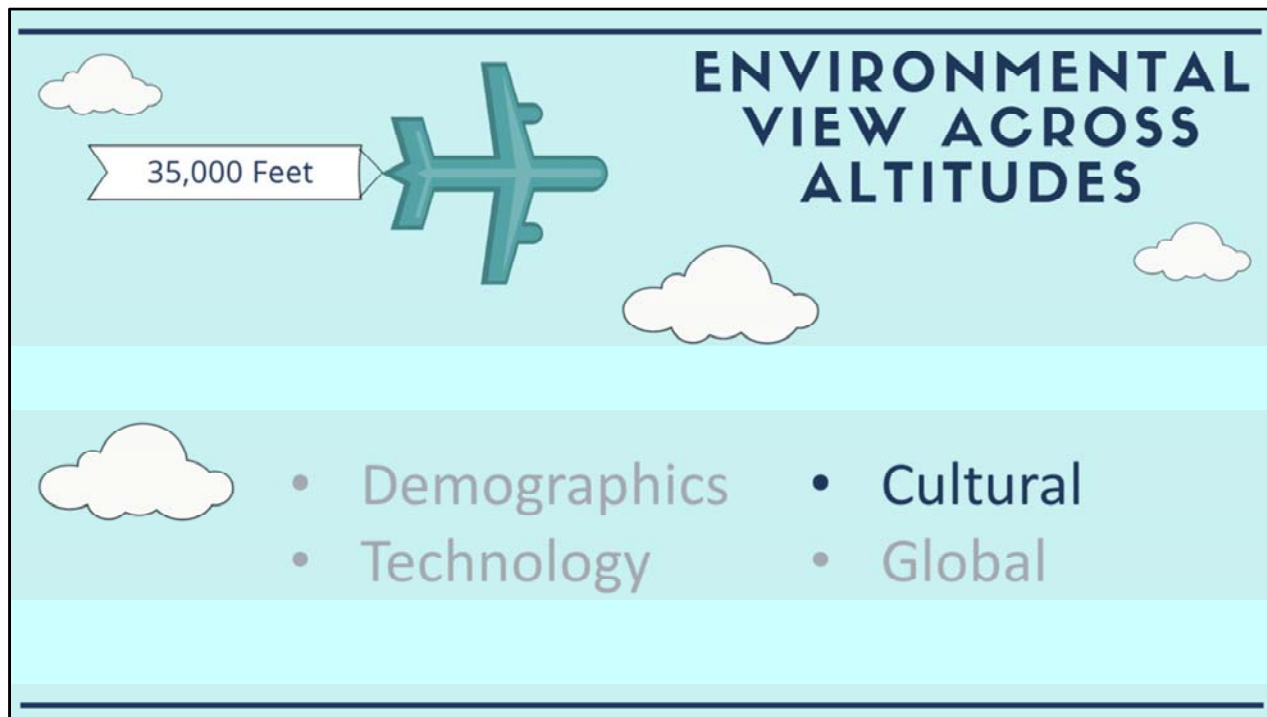 ENVIRONMENTAL
VIEW ACROSS
ALTITUDES
35,000 Feet
• Demographics
• Technology
• Cultural
• Global